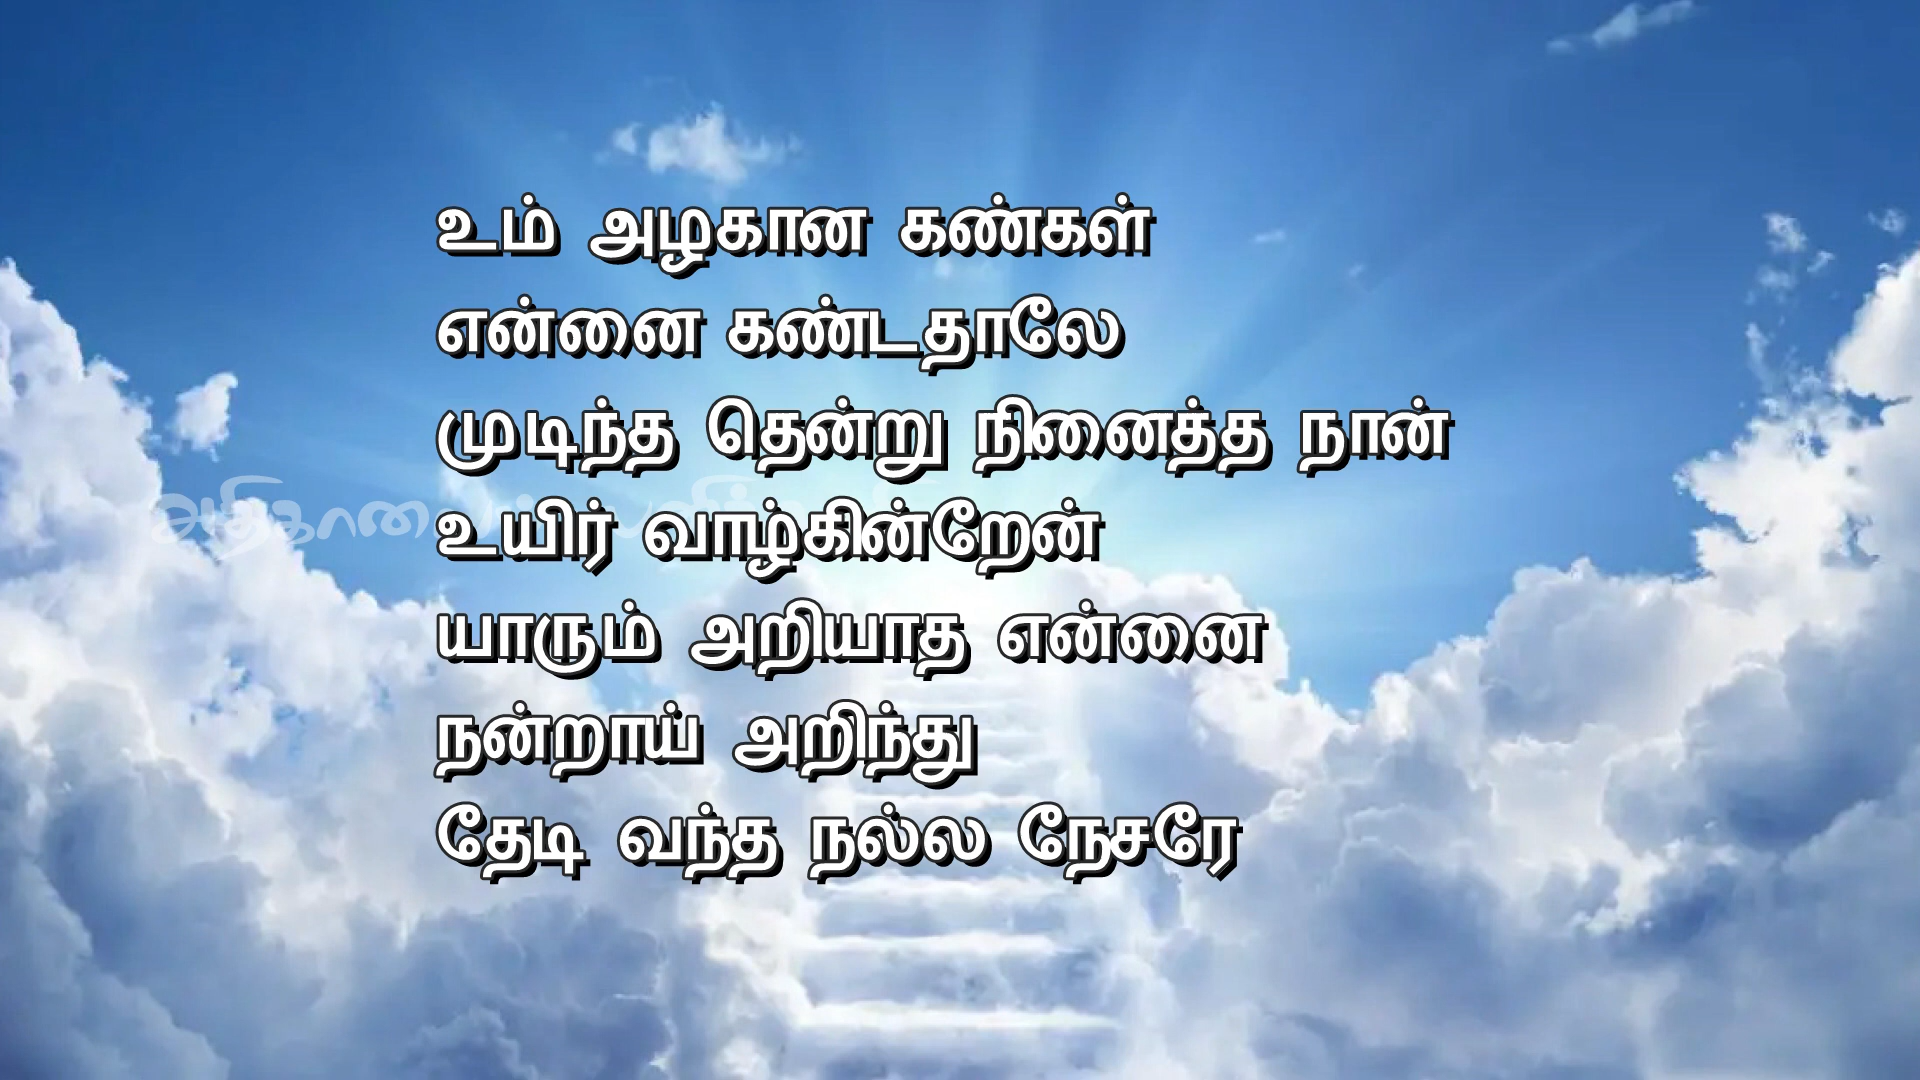 உம் அழகான கண்கள்
என்னை கண்டதாலே
முடிந்த தென்று நினைத்த நான்
உயிர் வாழ்கின்றேன்
யாரும் அறியாத என்னை
நன்றாய் அறிந்து
தேடி வந்த நல்ல நேசரே